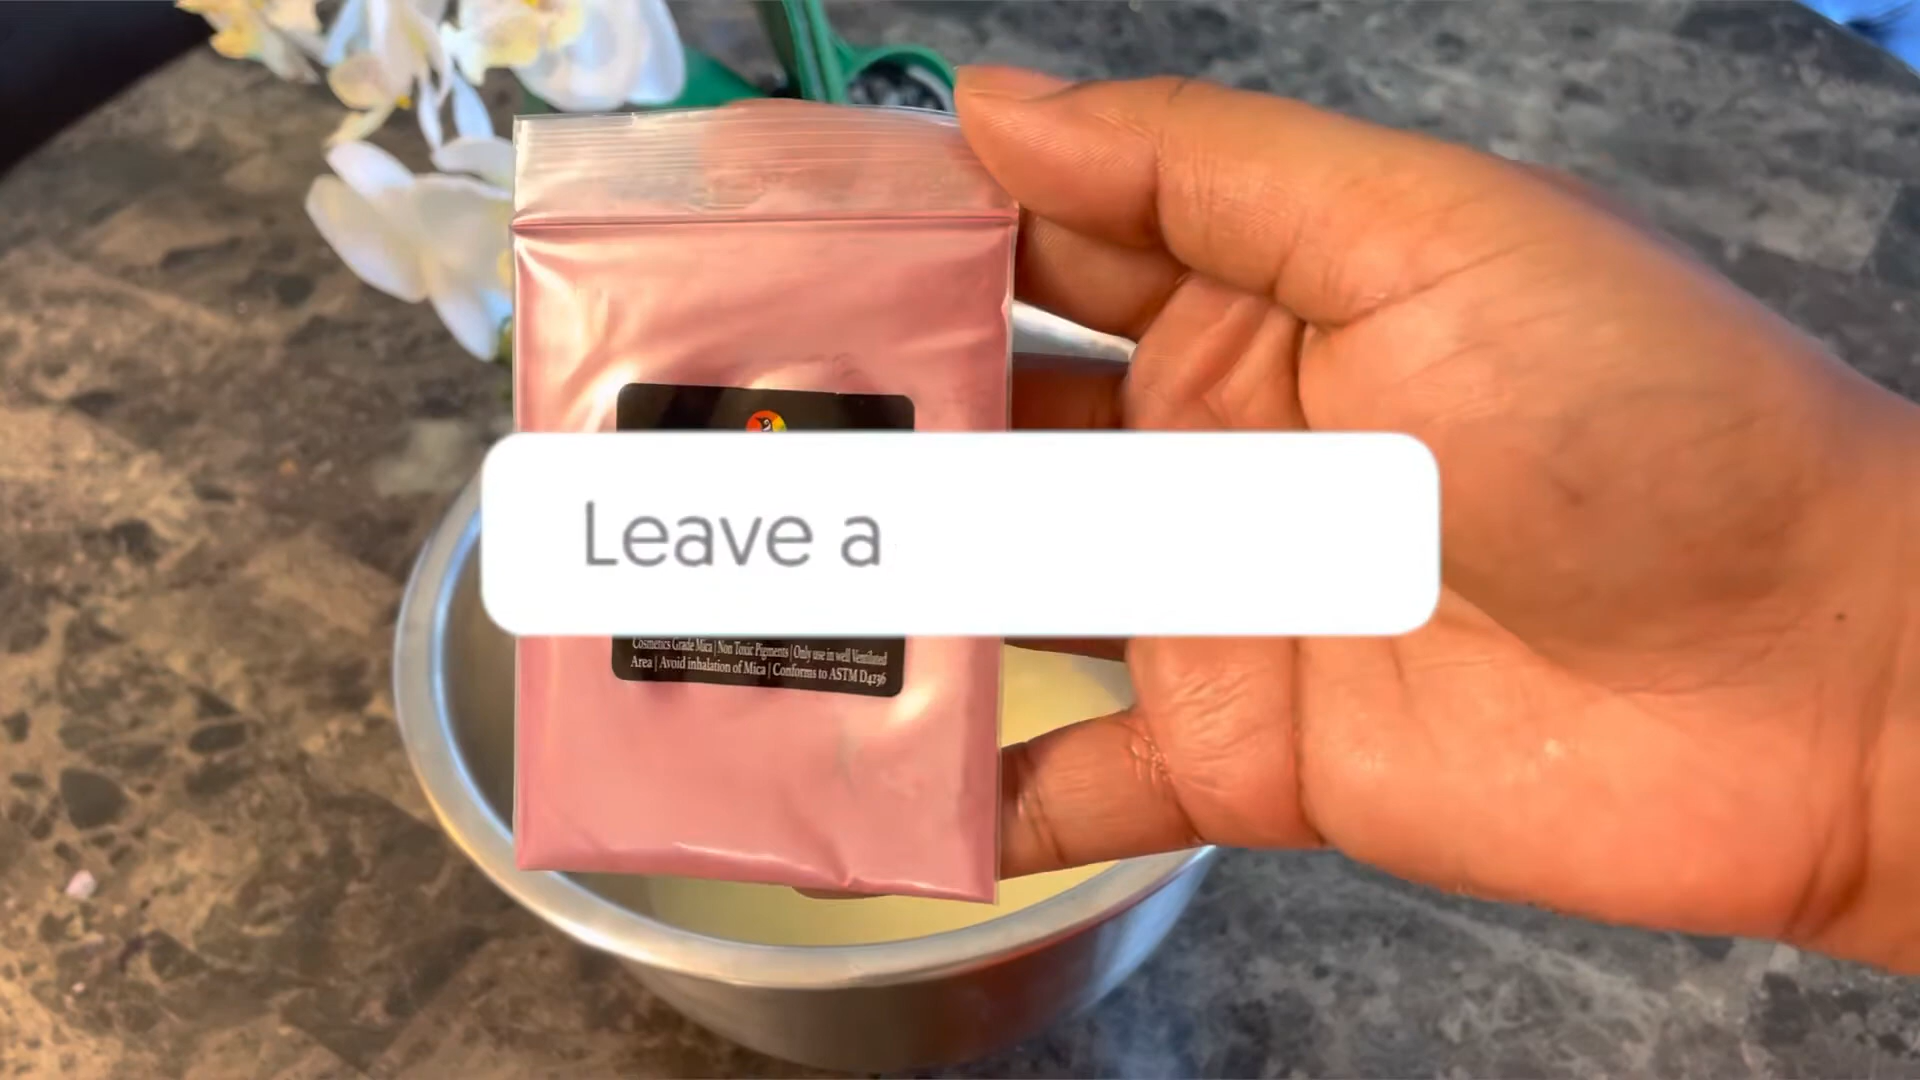 Leave a
Cosmetics Grade Mica | Non Toxic Pigments | Only use in well Ventilated
Area | Avoid inhalation of Mica | Conforms to ASTM D4236